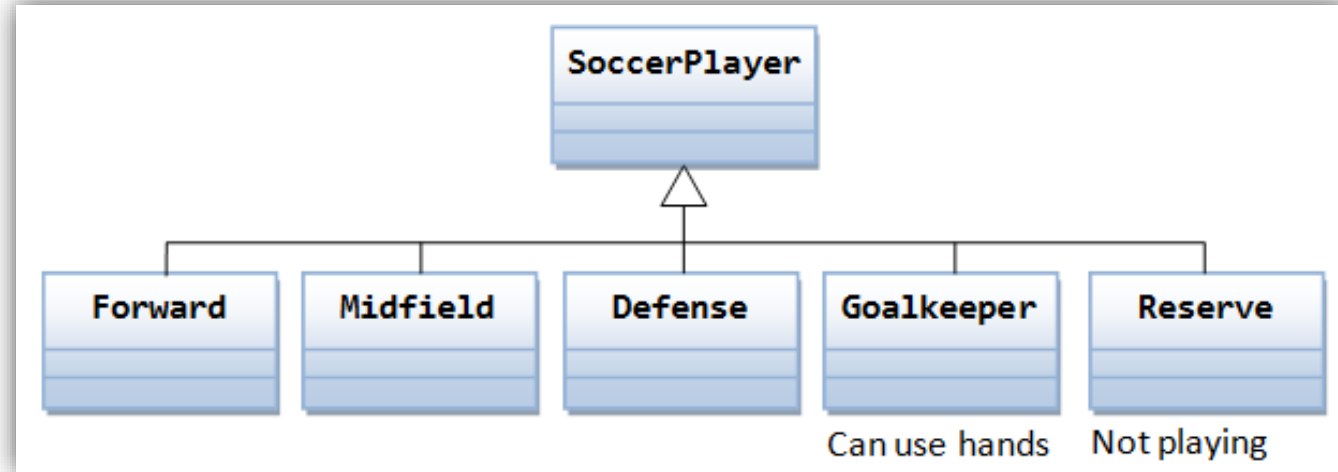 SoccerPlayer
Forward Midfield Defense Goalkeeper Reserve
Can use hands Not playing